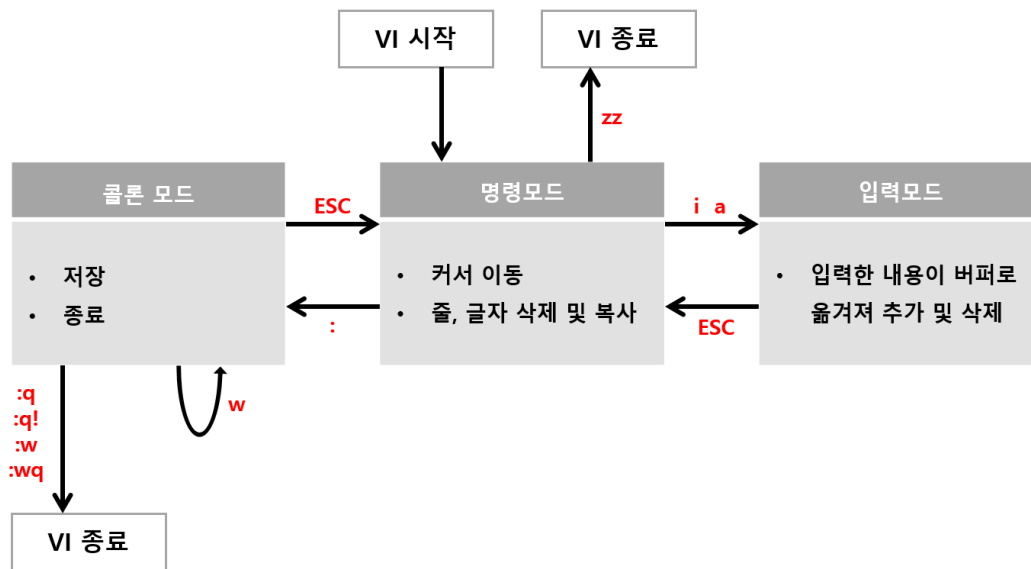 VI 시작
VI 종료
zz
콜론 모드
ESC
명령모드
i a
입력모드
• 저장
• 종료
:
• 커서 이동
• 줄, 글자 삭제 및 복사
ESC
• 입력한 내용이 버퍼로
옮겨져 추가 및 삭제
:q
:q!
:w
:wq
w
VI 종료